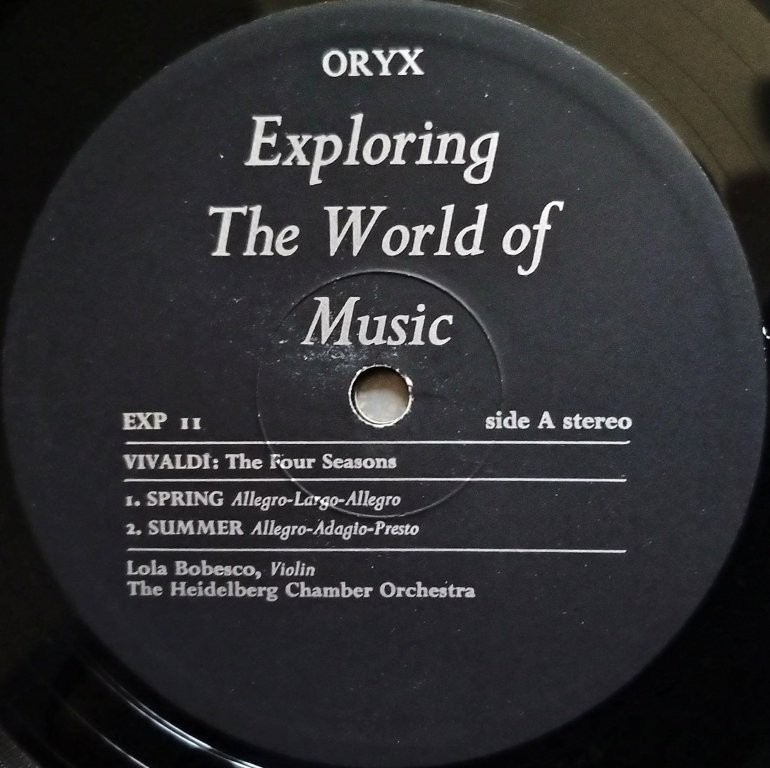 ORYX
Exploring
The World of
Music
EXP 11 side A stereo
VIVALDI: The Four Seasons
1. SPRING Allegro-Largo-Allegro
2. SUMMER Allegro-Adagio-Presto
Lola Bobesco, Violin
The Heidelberg Chamber Orchestra